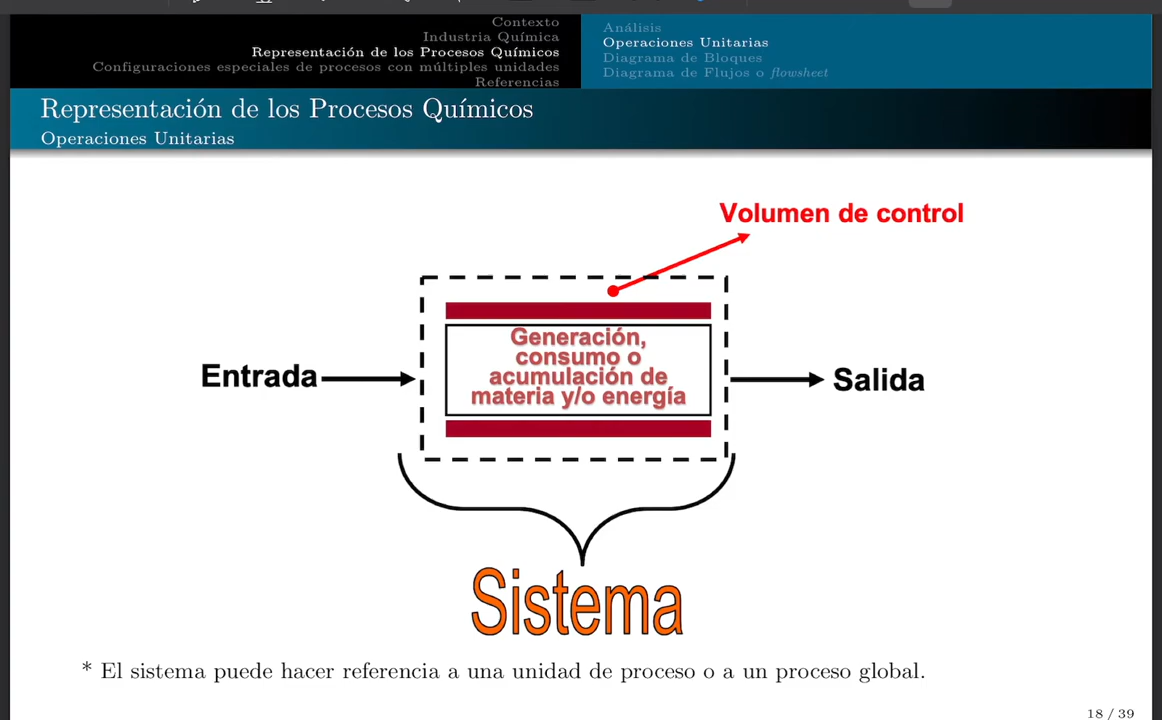 Contexto
Industria Química
Representación de los Procesos Químicos
Configuraciones especiales de procesos con múltiples unidades
Referencias
Análisis
Operaciones Unitarias
Diagrama de Bloques
Diagrama de Flujos o flowsheet
Representación de los Procesos Químicos
Operaciones Unitarias
Volumen de control
Generación,
consumo o
acumulación de
materia y/o energía
Entrada
Salida
Sistema
* El sistema puede hacer referencia a una unidad de proceso o a un proceso global.
18 / 39